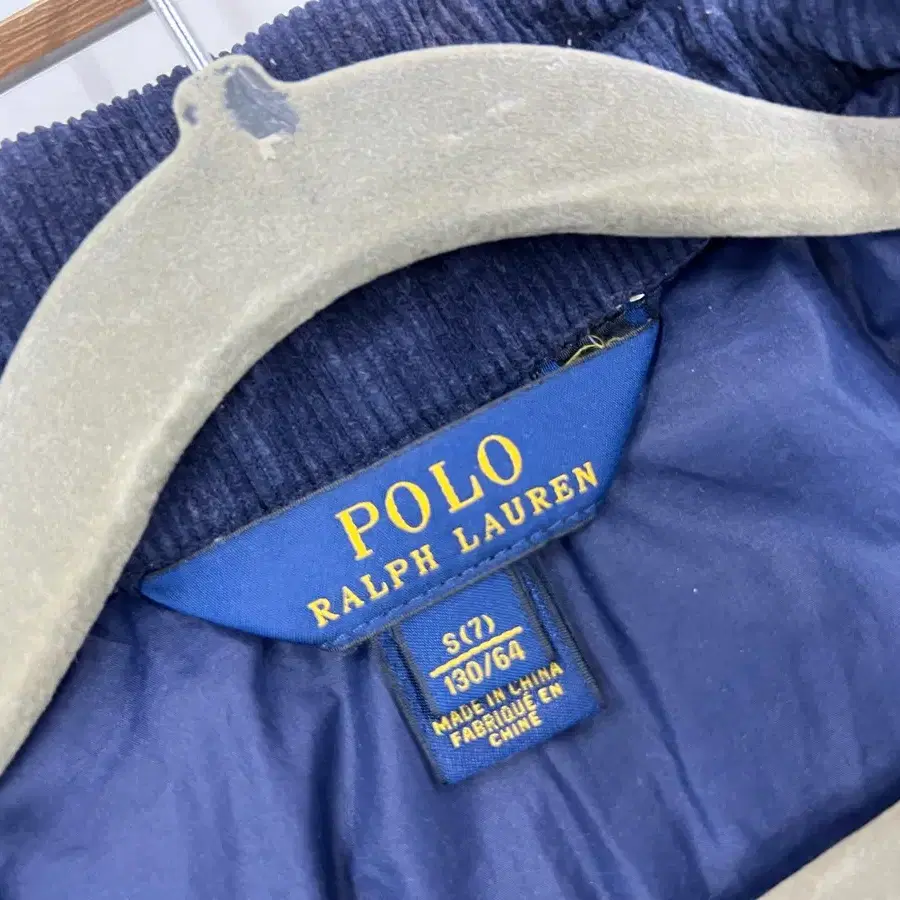 POLO
RALPH LAUREN
S(7)
130/64
MADE IN CHINA
FABRIQUÉ EN
CHINE